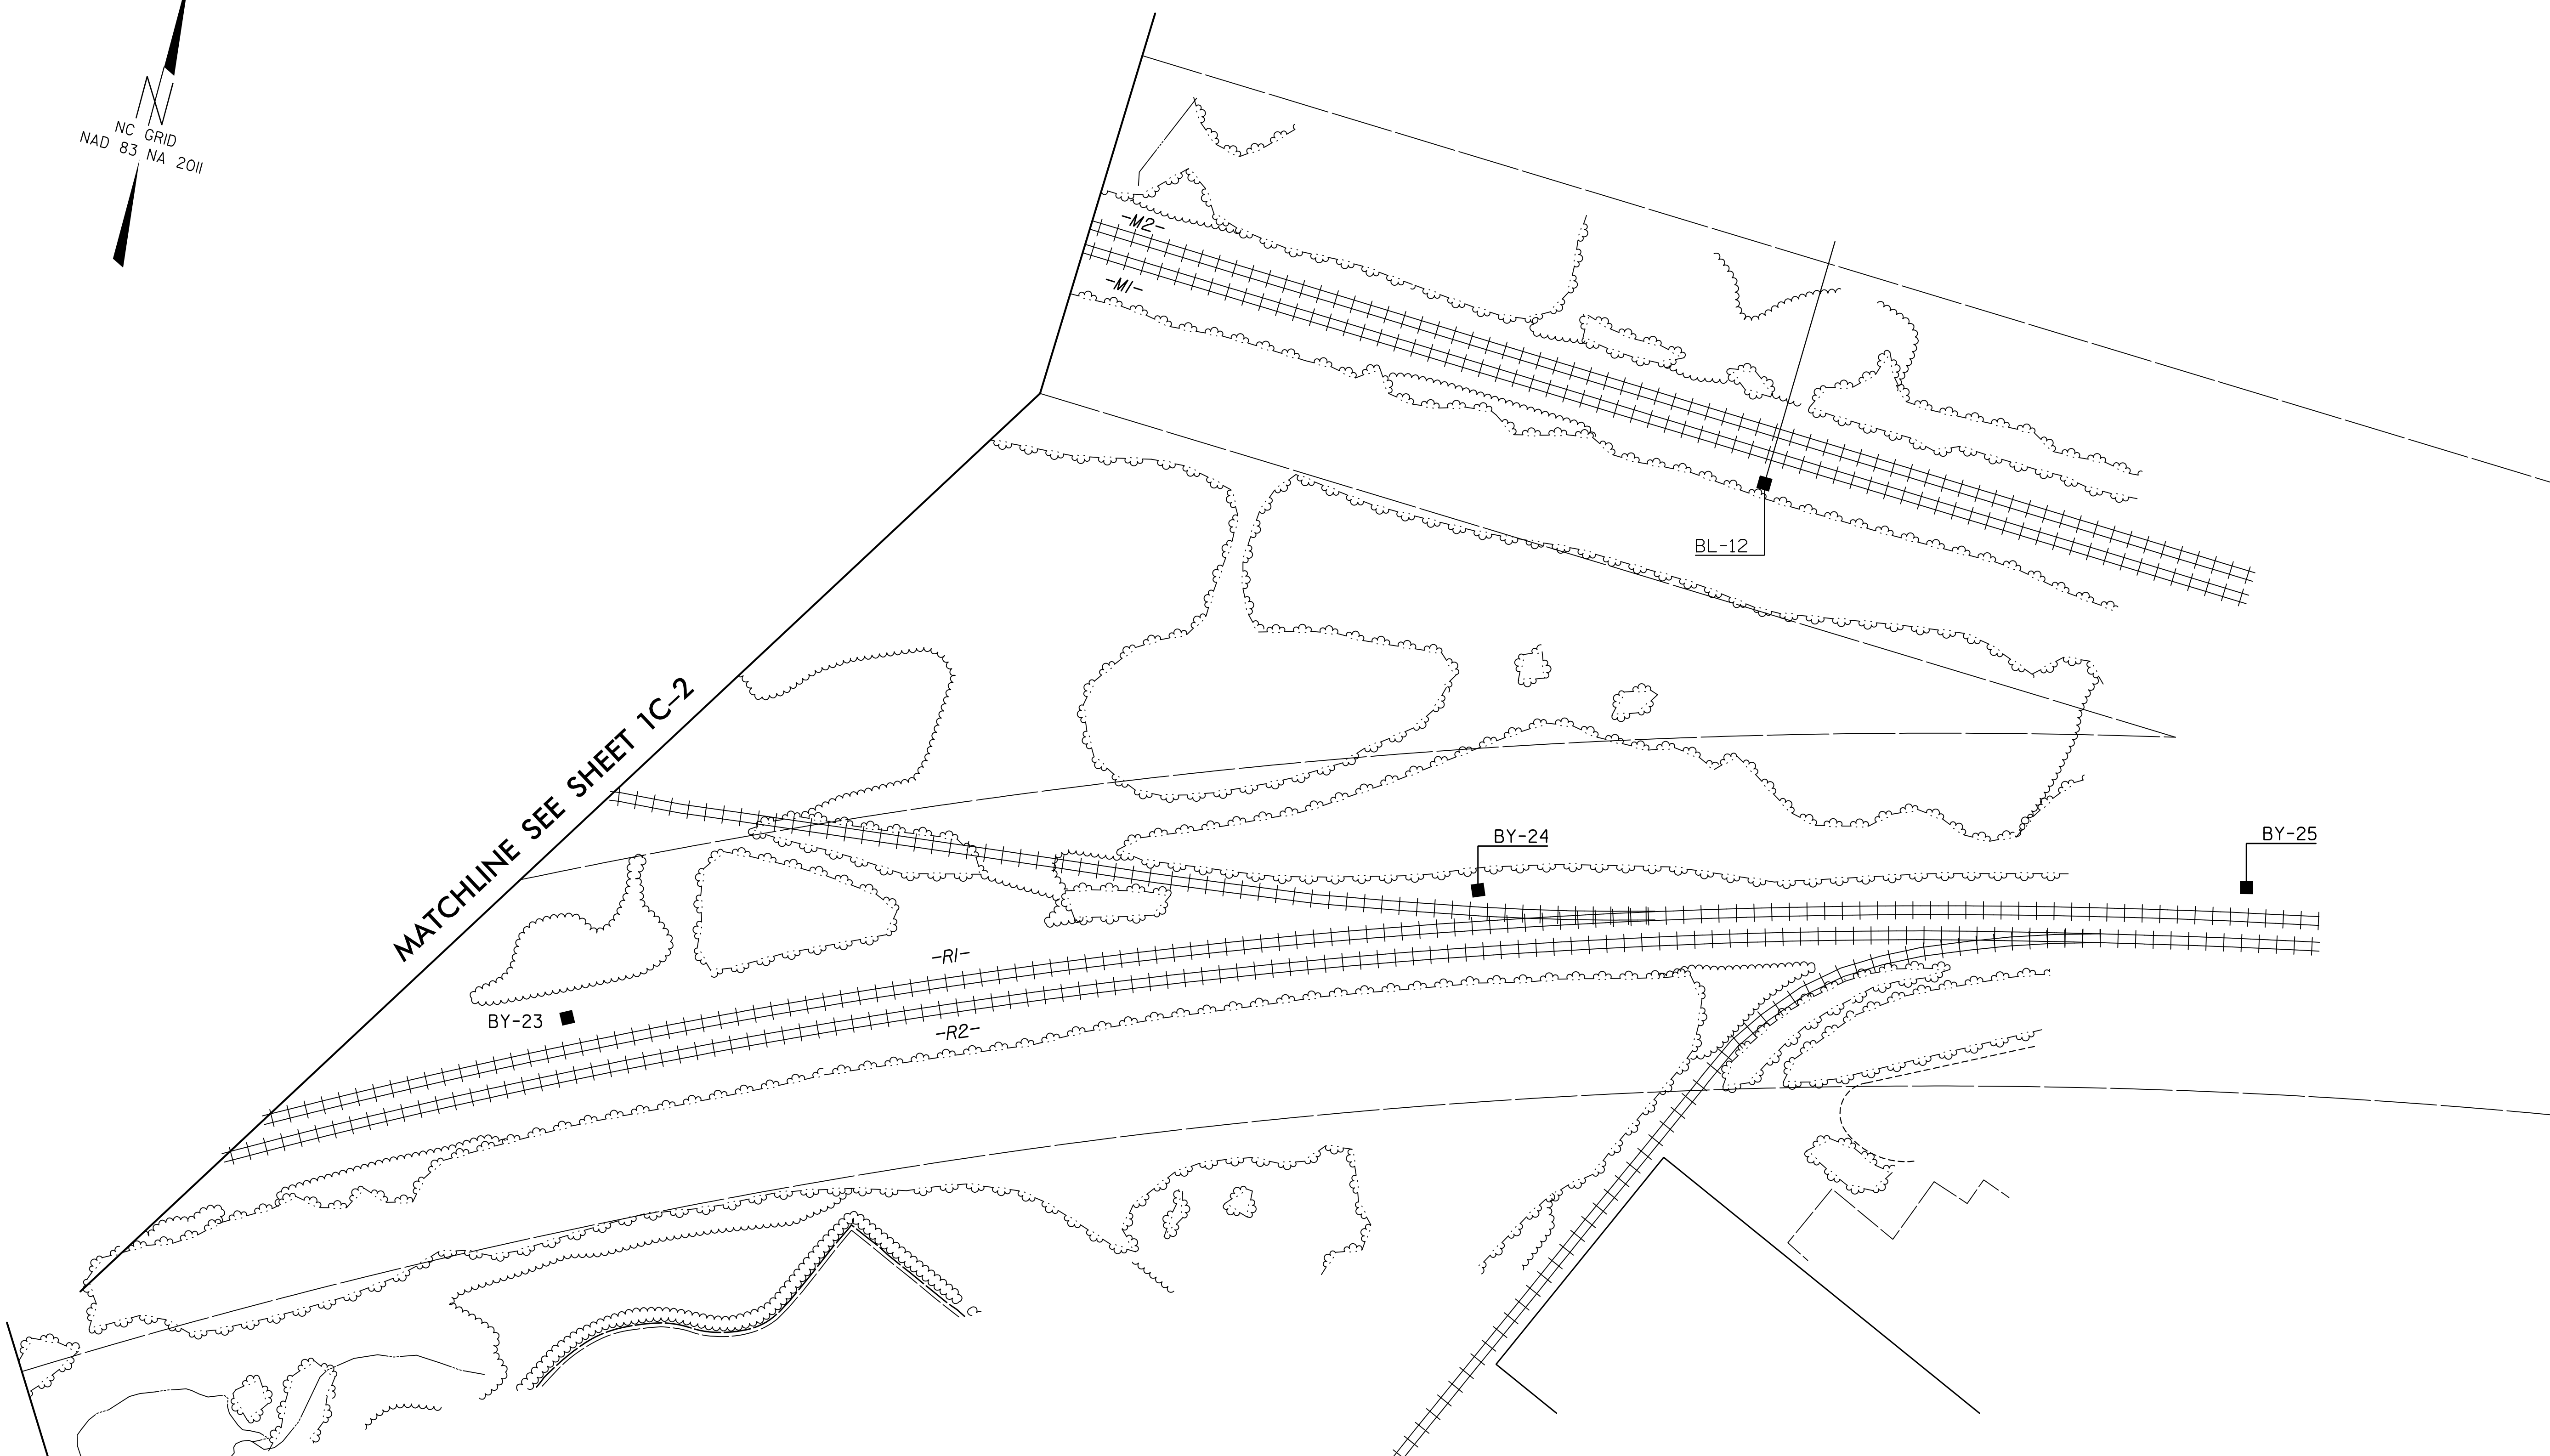 NC GRID
NAD 83 NA 2011
-M2-
-M1-
BL-12
MATCHLINE SEE SHEET 1C-2
BY-24
BY-25
-R1-
BY-23
-R2-